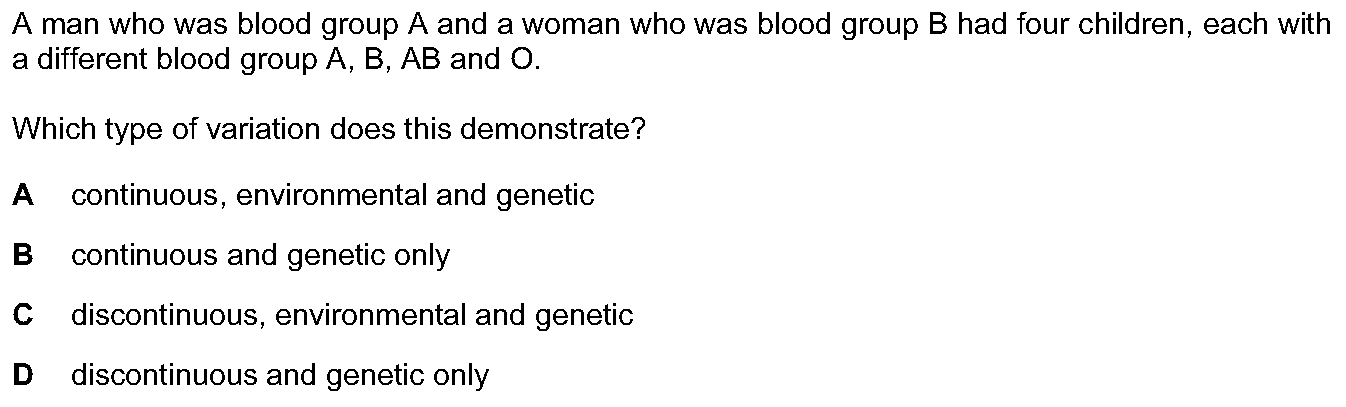 A man who was blood group A and a woman who was blood group B had four children, each with
a different blood group A, B, AB and O.
Which type of variation does this demonstrate?
A continuous, environmental and genetic
B continuous and genetic only
C discontinuous, environmental and genetic
D discontinuous and genetic only